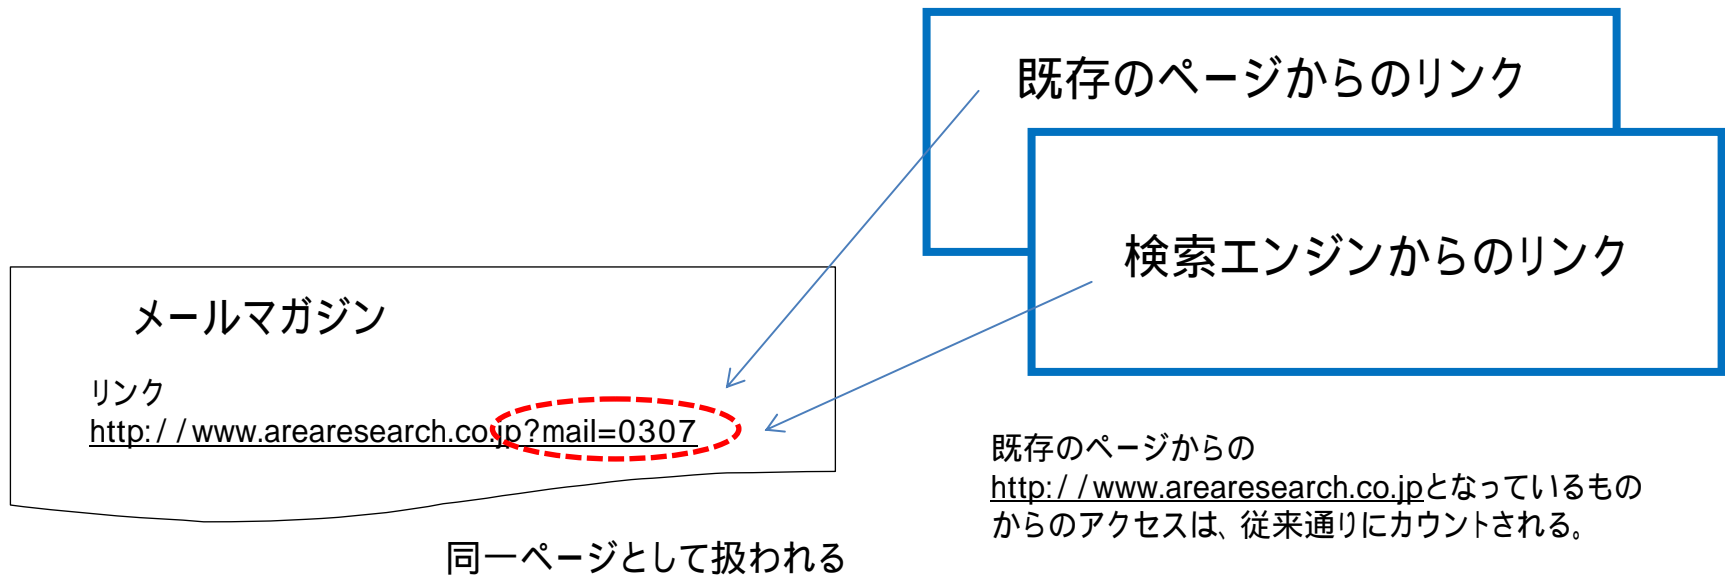 既存のページからのリンク
検索エンジンからのリンク
メールマガジン
リンク
http://www.arearesearch.co.jp?mail=0307
既存のページからの
http://www.arearesearch.co.jpとなっているもの
からのアクセスは、従来通りにカウントされる。
同一ページとして扱われる